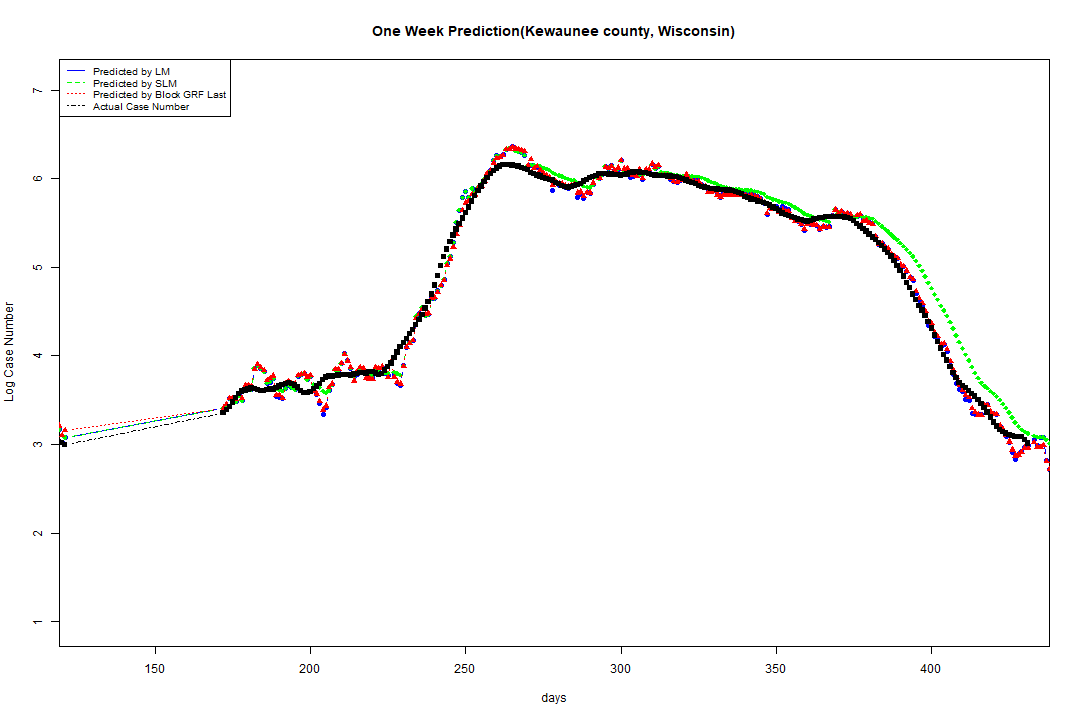 One Week Prediction(Kewaunee county, Wisconsin)
Predicted by LM
Predicted by SLM
Predicted by Block GRF Last
Actual Case Number
7
6
5
4
3
2
1
Log Case Number
150 200 250 300 350 400
days